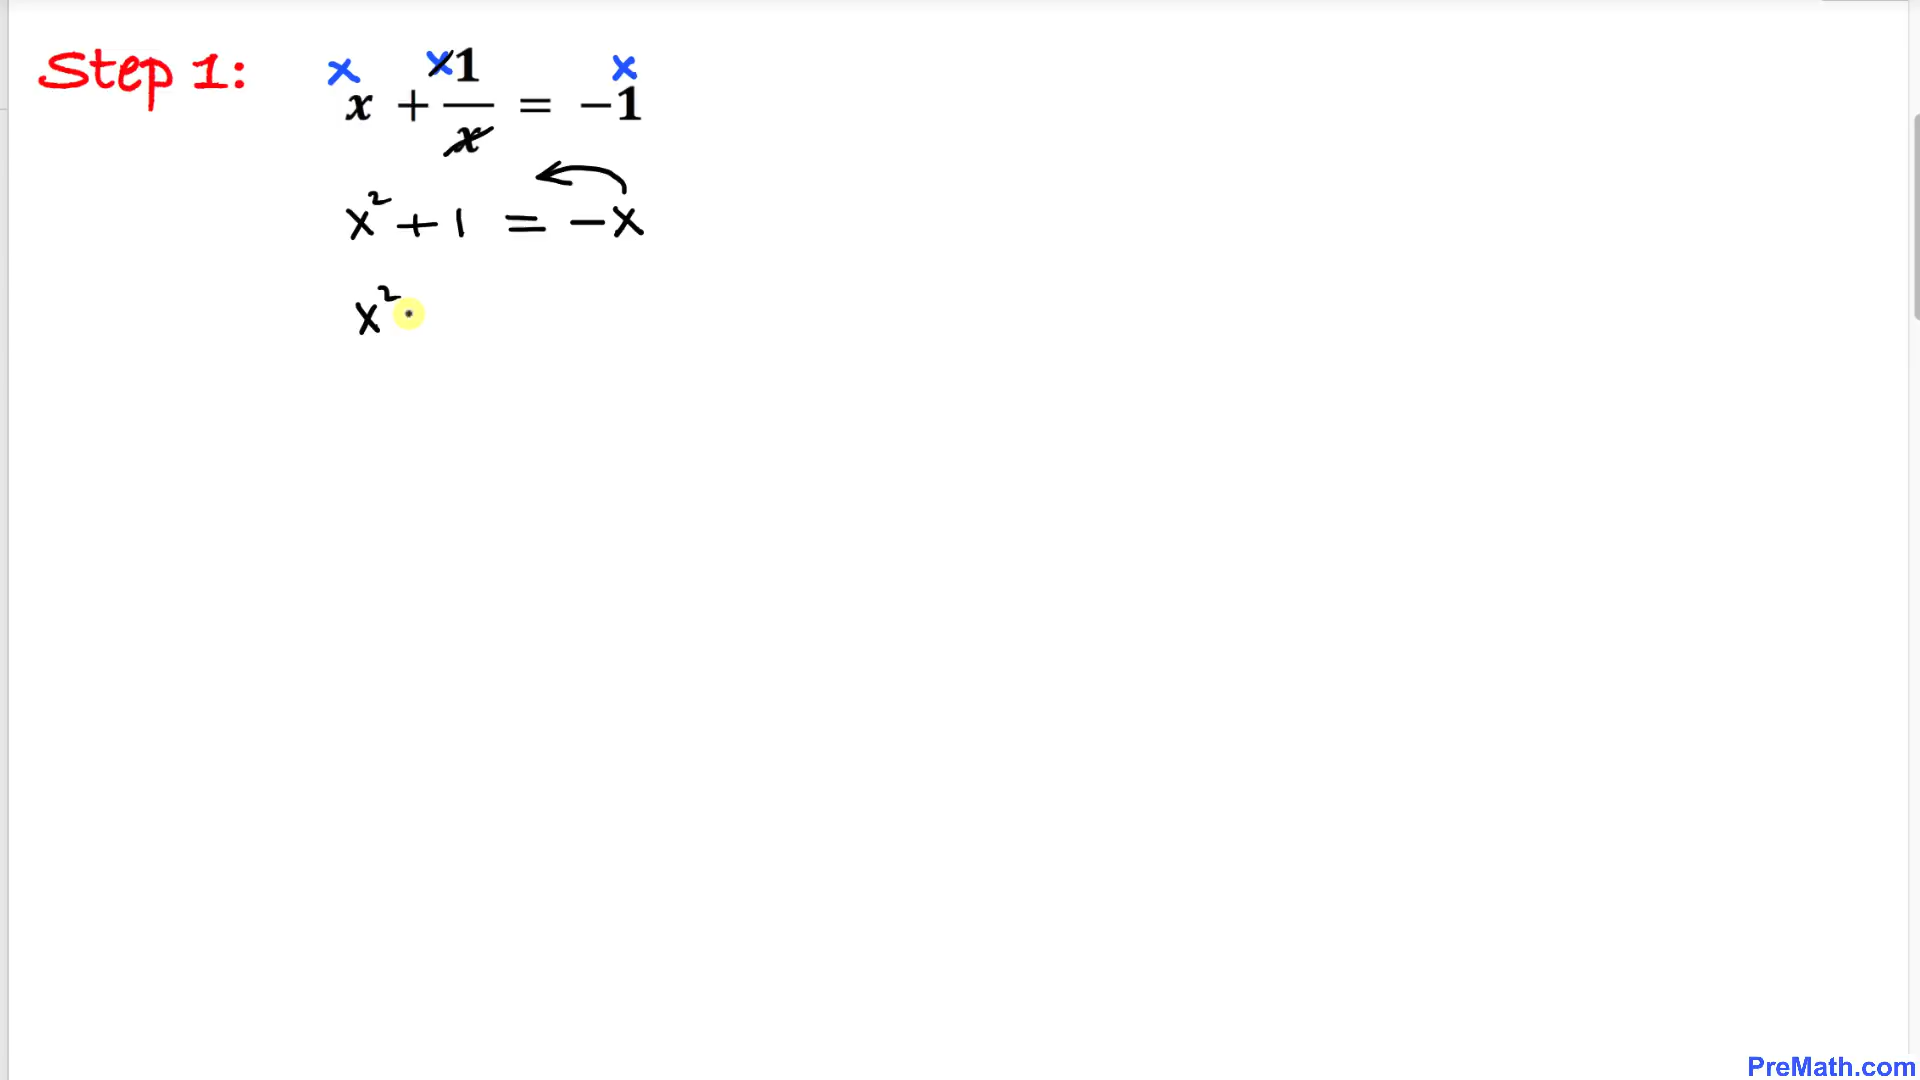 Step 1:
x x + x1/x = x -1
x² + 1 = -x
x²
PreMath.com